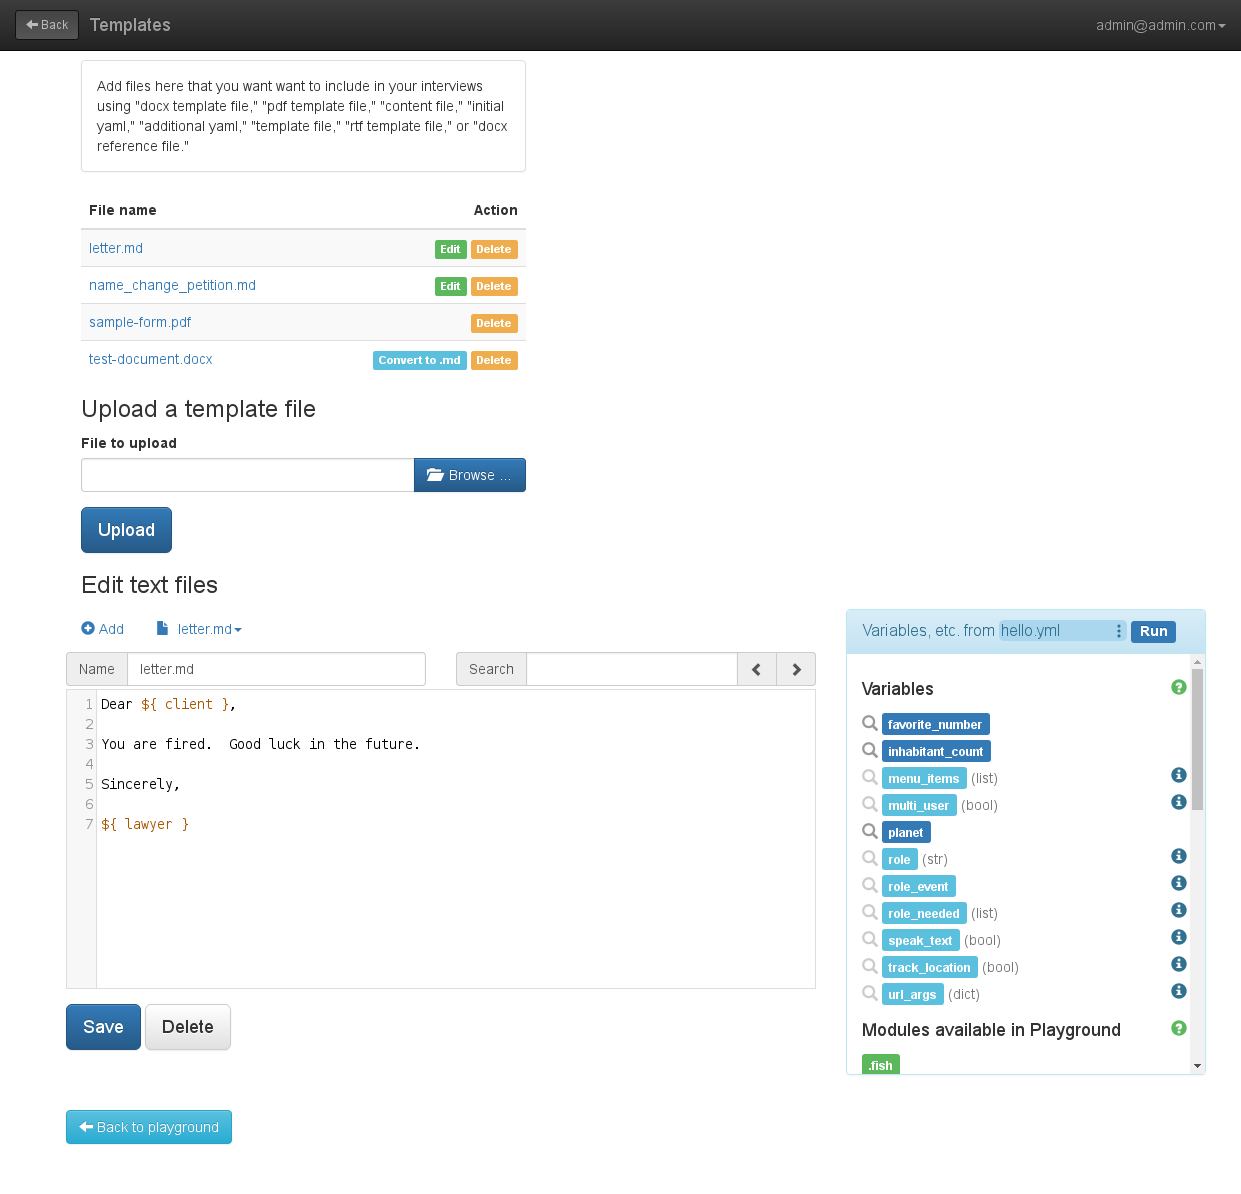 Back Templates admin@admin.com
Add files here that you want want to include in your interviews
using "docx template file," "pdf template file," "content file," "initial
yaml," "additional yaml," "template file," "rtf template file," or "docx
reference file."
File name Action
letter.md Edit Delete
name_change_petition.md Edit Delete
sample-form.pdf Delete
test-document.docx Convert to .md Delete
Upload a template file
File to upload
Browse ...
Upload
Edit text files
Add letter.md
Name letter.md Search
1 Dear ${ client },
2
3 You are fired.  Good luck in the future.
4
5 Sincerely,
6
7 ${ lawyer }
Save Delete
Back to playground
Variables, etc. from hello.yml Run
Variables
favorite_number
inhabitant_count
menu_items (list)
multi_user (bool)
planet
role (str)
role_event
role_needed (list)
speak_text (bool)
track_location (bool)
url_args (dict)
Modules available in Playground
.fish